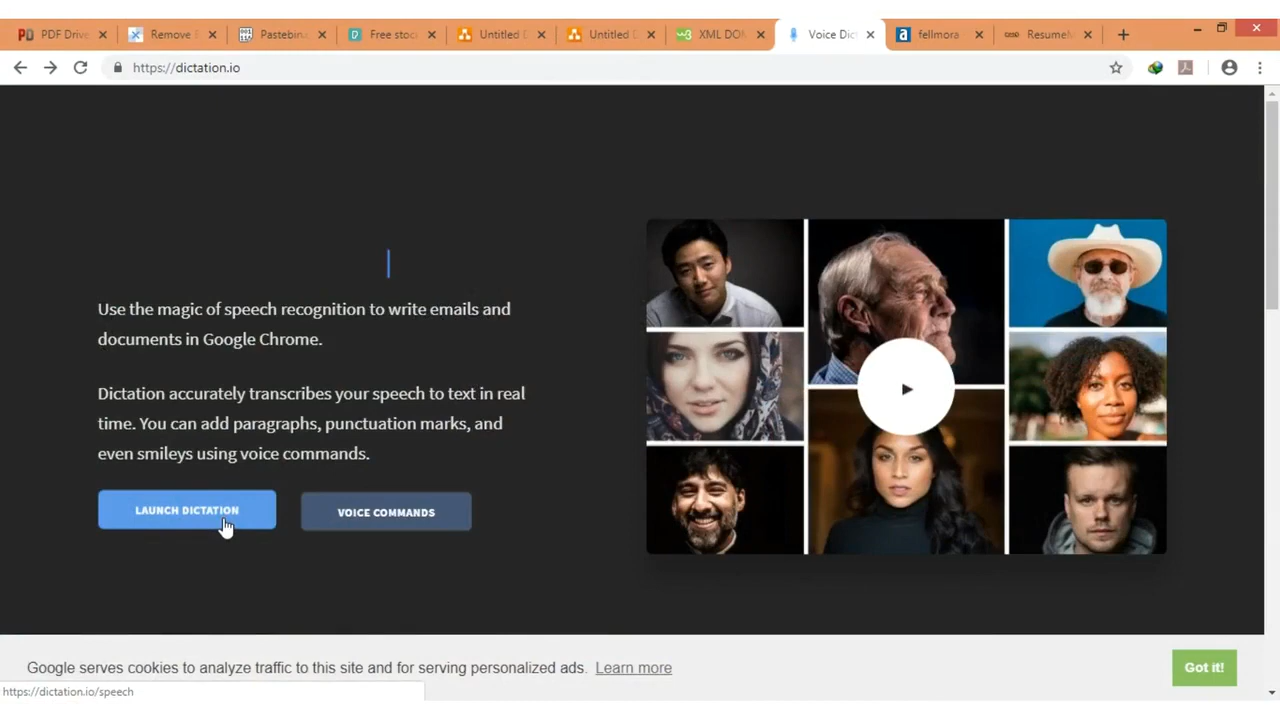 PDF Drive
Remove
Pastebin
Free stoc
Untitled
Untitled
XML DOM
Voice Dic
fellmora
Resume
https://dictation.io
Use the magic of speech recognition to write emails and
documents in Google Chrome.
Dictation accurately transcribes your speech to text in real
time. You can add paragraphs, punctuation marks, and
even smileys using voice commands.
LAUNCH DICTATION
VOICE COMMANDS
Google serves cookies to analyze traffic to this site and for serving personalized ads. Learn more
Got it!
https://dictation.io/speech